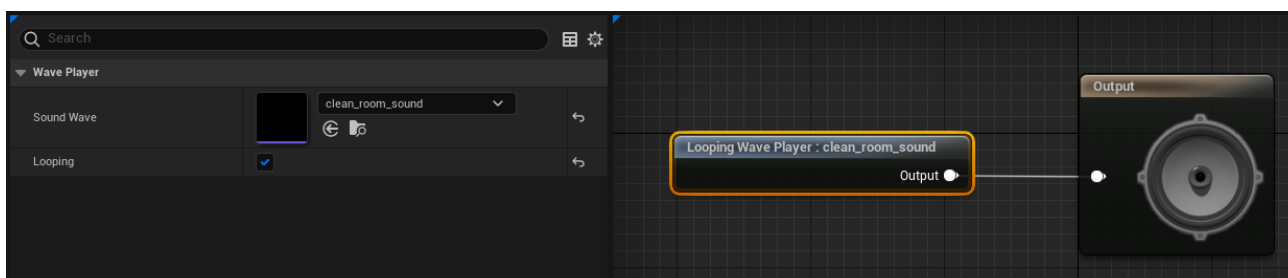 Search
Wave Player
Sound Wave
clean_room_sound
Looping
Looping Wave Player : clean_room_sound
Output
Output